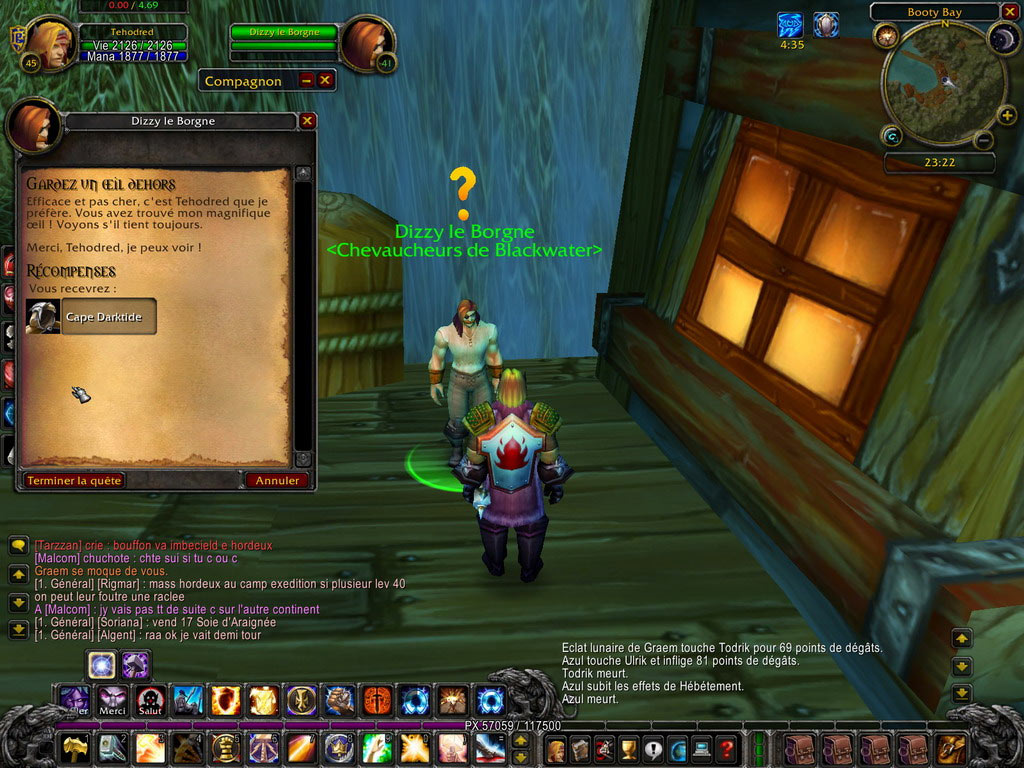 0.00 / 4.69
Tehodred
Vie 2126 / 2126
Mana 1877 / 1877
45
Dizzy le Borgne
41
Compagnon
4:35
Booty Bay
N
23:22
Dizzy le Borgne
Gardez un œil dehors
Efficace et pas cher, c'est Tehodred que je
préfère. Vous avez trouvé mon magnifique
œil ! Voyons s'il tient toujours.
Merci, Tehodred, je peux voir !
Récompenses
Vous recevrez :
Cape Darktide
Terminer la quête
Annuler
?
Dizzy le Borgne
<Chevaucheurs de Blackwater>
[Tarzzan] crie : bouffon va imbecield e hordeux
[Malcom] chuchote : chte sui si tu c ou c
Graem se moque de vous.
[1. Général] [Rigmar] : mass hordeux au camp exedition si plusieur lev 40
on peut leur foutre une raclee
A [Malcom] : jy vais pas tt de suite c sur l'autre continent
[1. Général] [Soriana] : vend 17 Soie d'Araignée
[1. Général] [Algent] : raa ok je vait demi tour
Eclat lunaire de Graem touche Todrik pour 69 points de dégâts.
Azul touche Ulrik et inflige 81 points de dégâts.
Todrik meurt.
Azul subit les effets de Hébétement.
Azul meurt.
Merci
Salut
PX 57059 / 117500